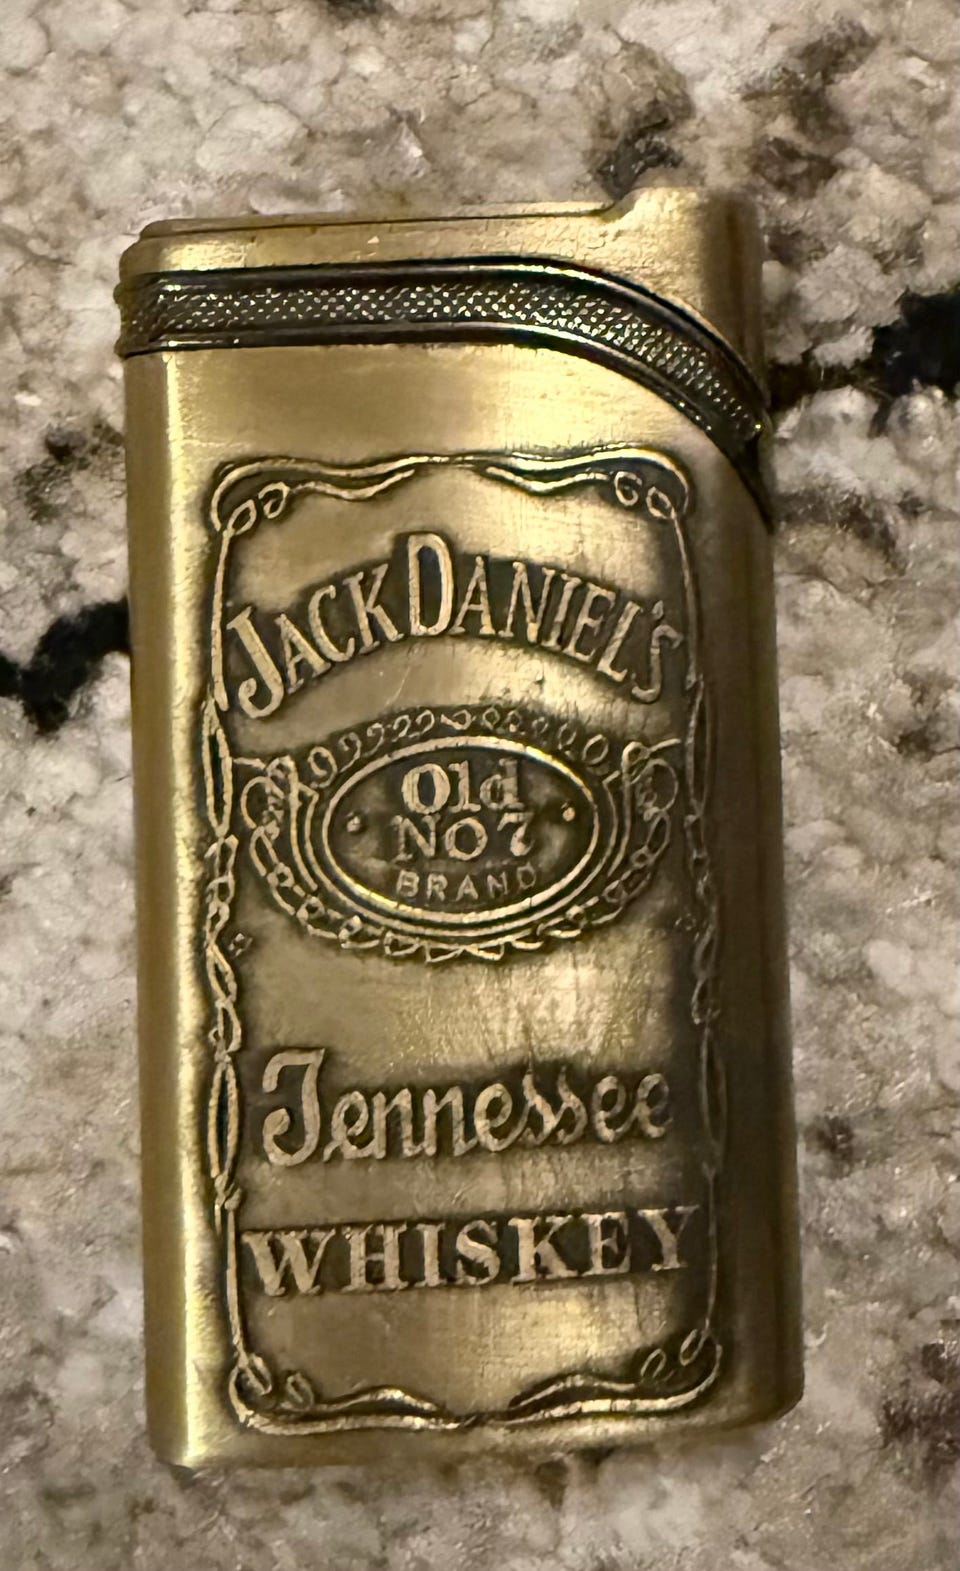 JACK DANIEL'S
Old
NO 7
BRAND
Tennessee
WHISKEY